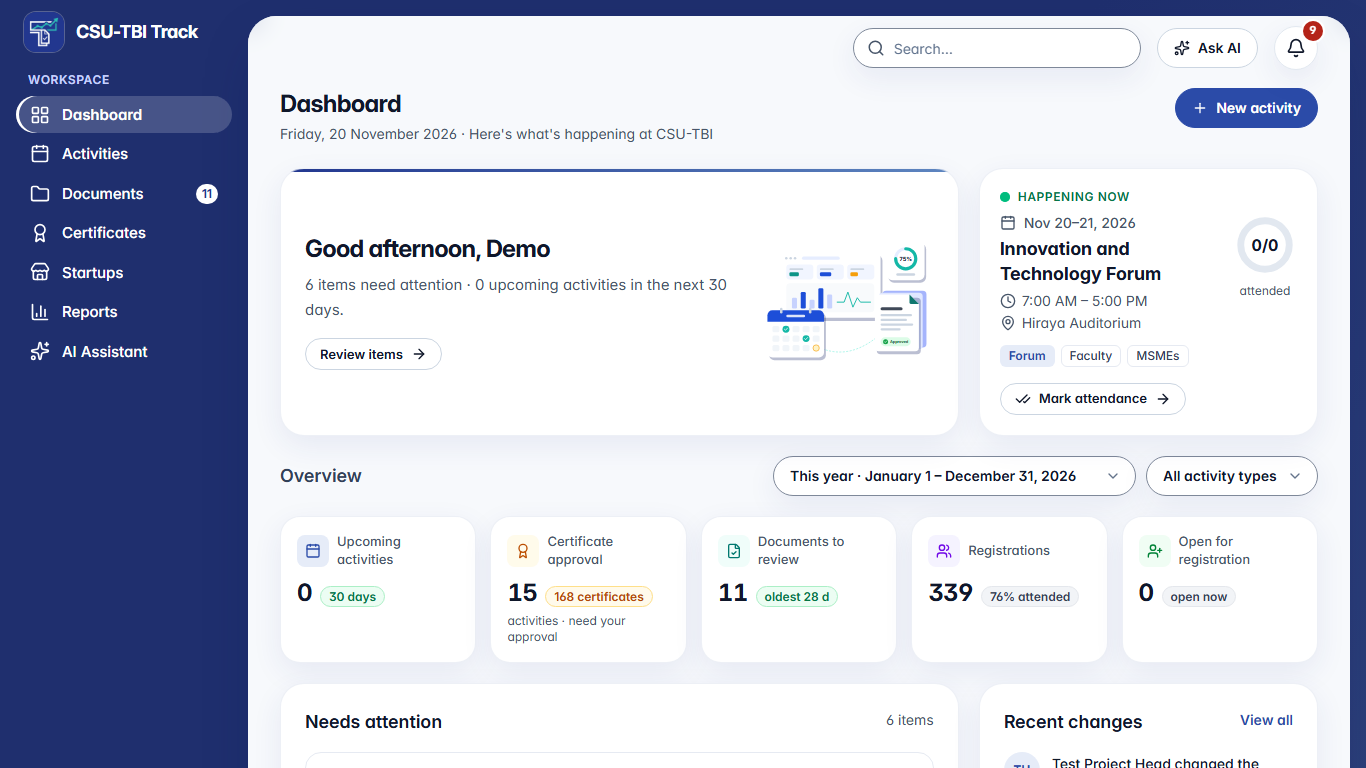 CSU-TBI Track
WORKSPACE
Dashboard
Activities
Documents 11
Certificates
Startups
Reports
AI Assistant
Search...
Ask AI
9
Dashboard
Friday, 20 November 2026 · Here's what's happening at CSU-TBI
New activity
Good afternoon, Demo
6 items need attention · 0 upcoming activities in the next 30
days.
Review items
75%
Approved
HAPPENING NOW
Nov 20–21, 2026
Innovation and
Technology Forum
7:00 AM – 5:00 PM
Hiraya Auditorium
Forum Faculty MSMEs
Mark attendance
0/0
attended
Overview
This year · January 1 – December 31, 2026
All activity types
Upcoming
activities
0 30 days
Certificate
approval
15 168 certificates
activities · need your
approval
Documents to
review
11 oldest 28 d
Registrations
339 76% attended
Open for
registration
0 open now
Needs attention
6 items
Recent changes
View all
Test Project Head changed the